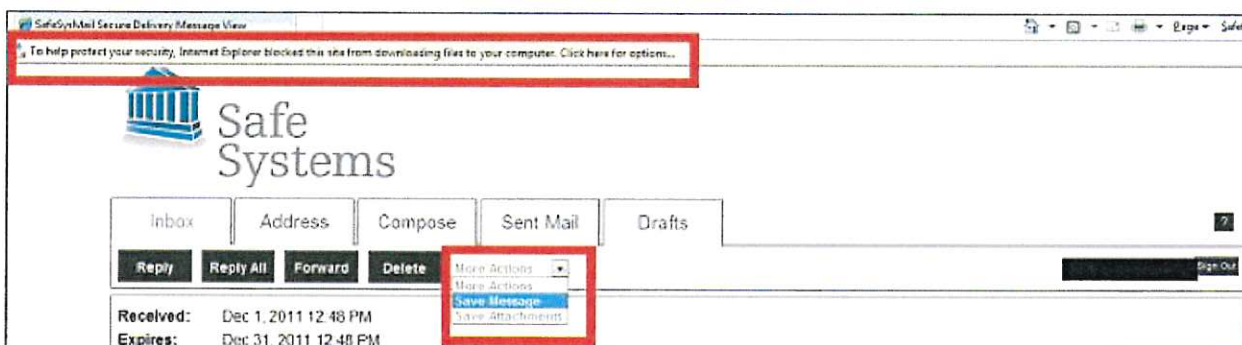 SafeSysMail Secure Delivery Message View
Page Safe
To help protect your security, Internet Explorer blocked this site from downloading files to your computer. Click here for options...
Safe
Systems
Inbox Address Compose Sent Mail Drafts ?
Reply Reply All Forward Delete More Actions Sign Out
More Actions
Save Message
Save Attachments
Received: Dec 1, 2011 12:48 PM
Expires: Dec 31, 2011 12:48 PM